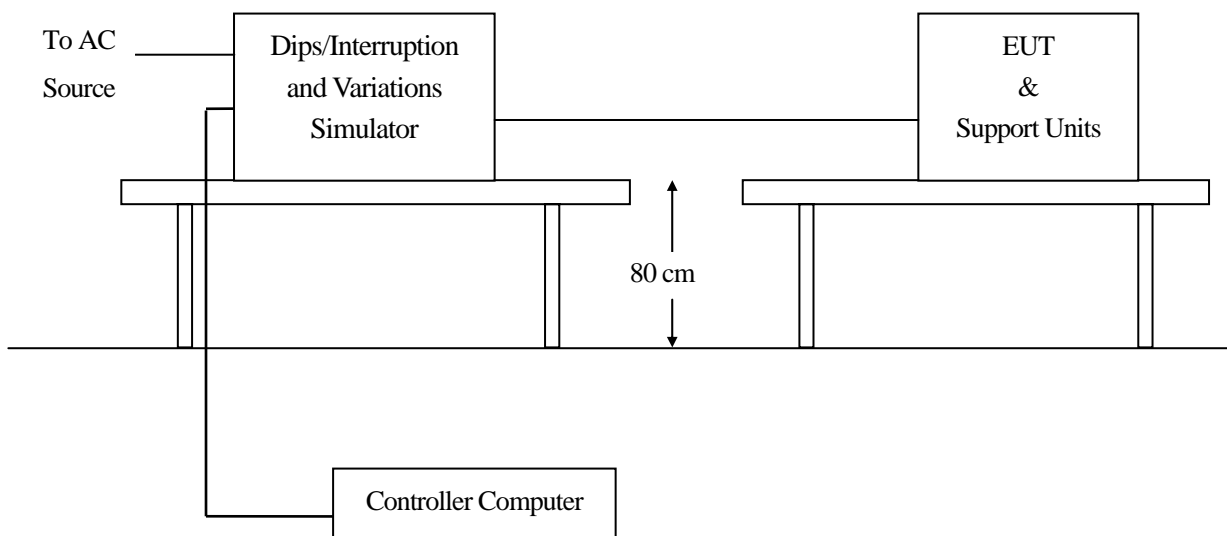 To AC
Source
Dips/Interruption
and Variations
Simulator
EUT
&
Support Units
80 cm
Controller Computer